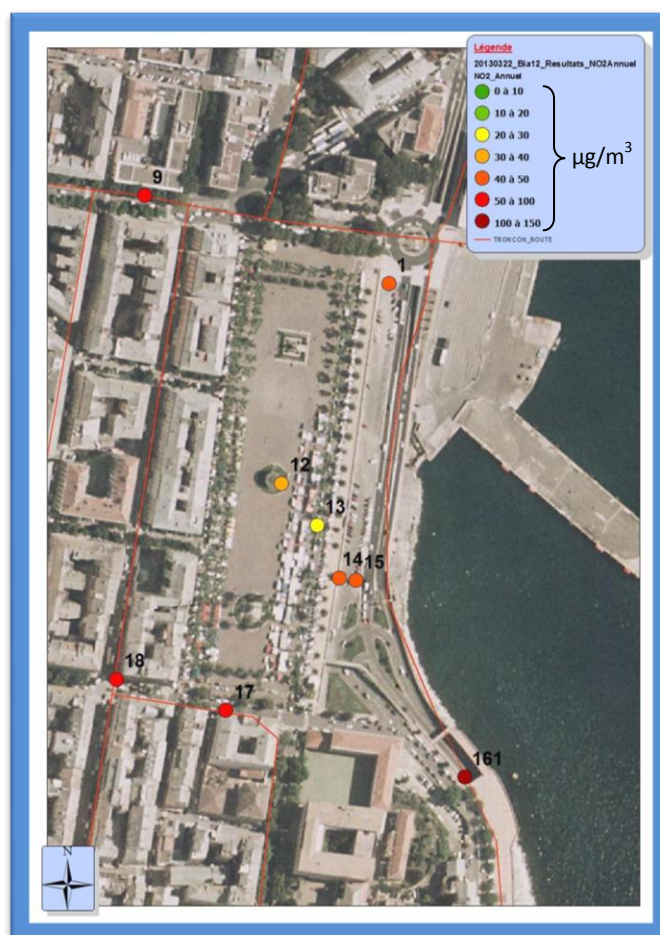 Légende
20130322_Bia12_Resultats_NO2Annuel
NO2_Annuel
0 à 10
10 à 20
20 à 30
30 à 40
40 à 50
50 à 100
100 à 150
µg/m³
TRONCON_ROUTE
9
1
12
13
14
15
18
17
161
N